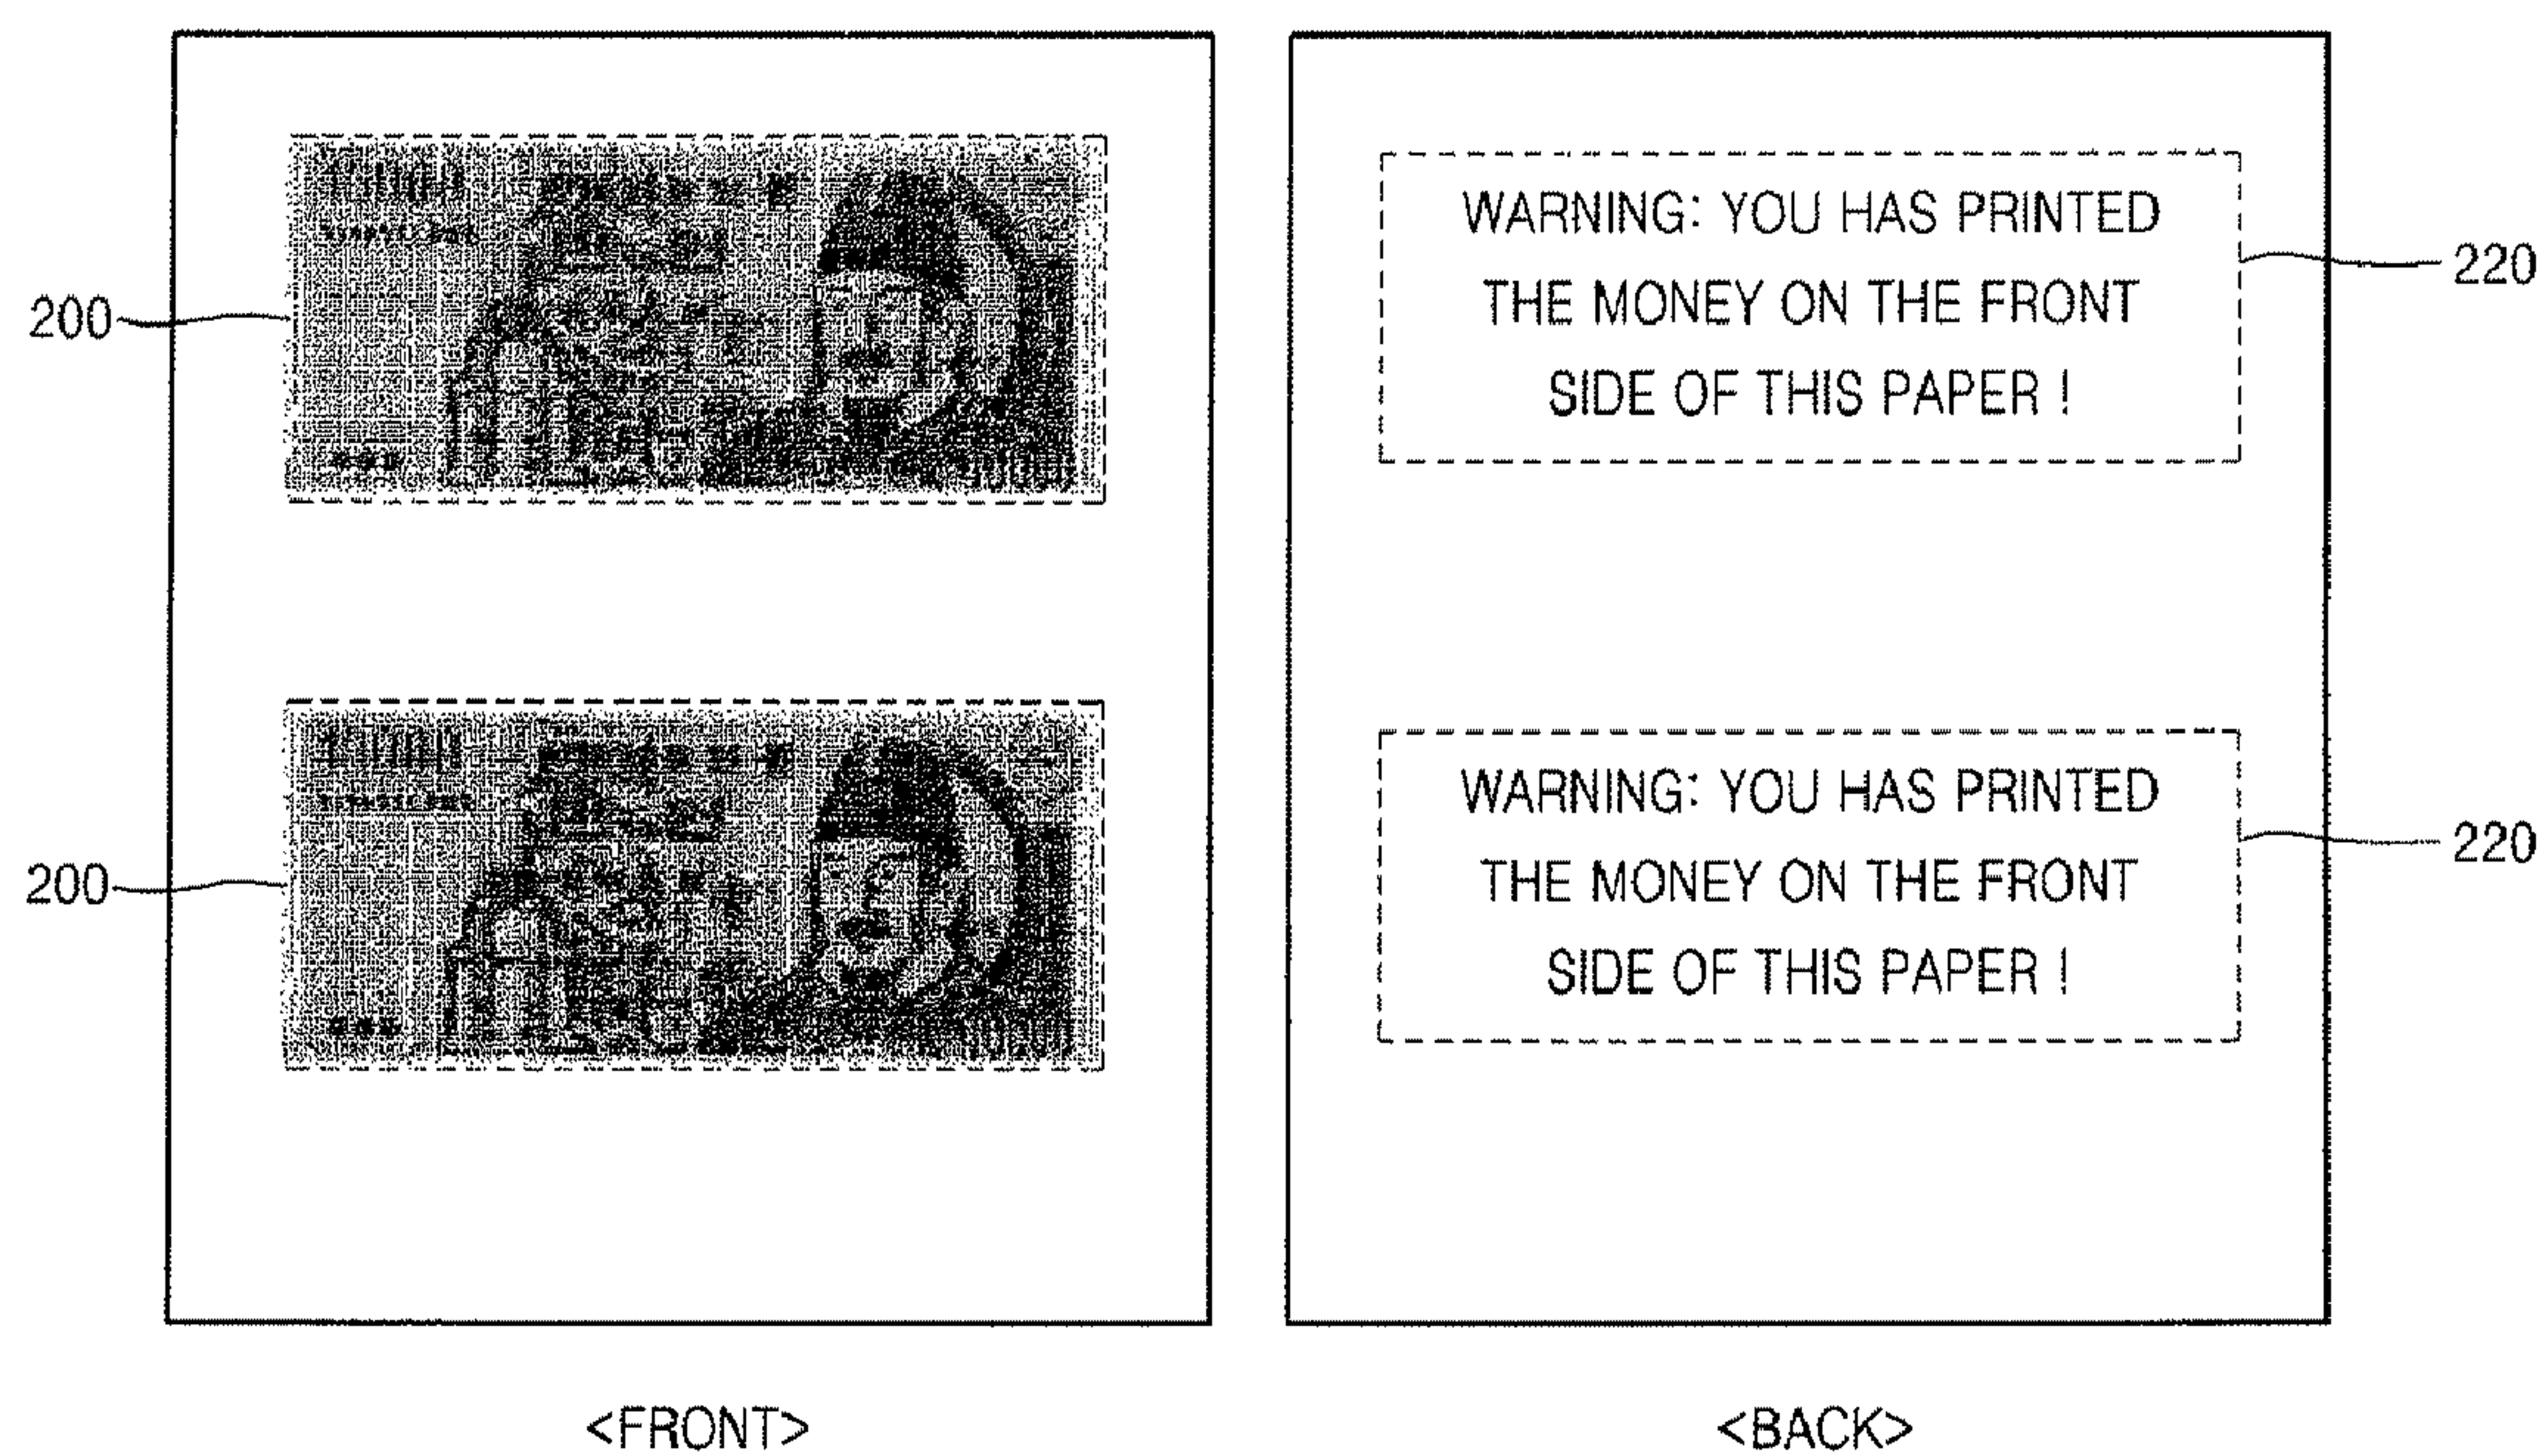 200
200
WARNING: YOU HAS PRINTED
THE MONEY ON THE FRONT
SIDE OF THIS PAPER !
220
WARNING: YOU HAS PRINTED
THE MONEY ON THE FRONT
SIDE OF THIS PAPER !
220
<FRONT>
<BACK>